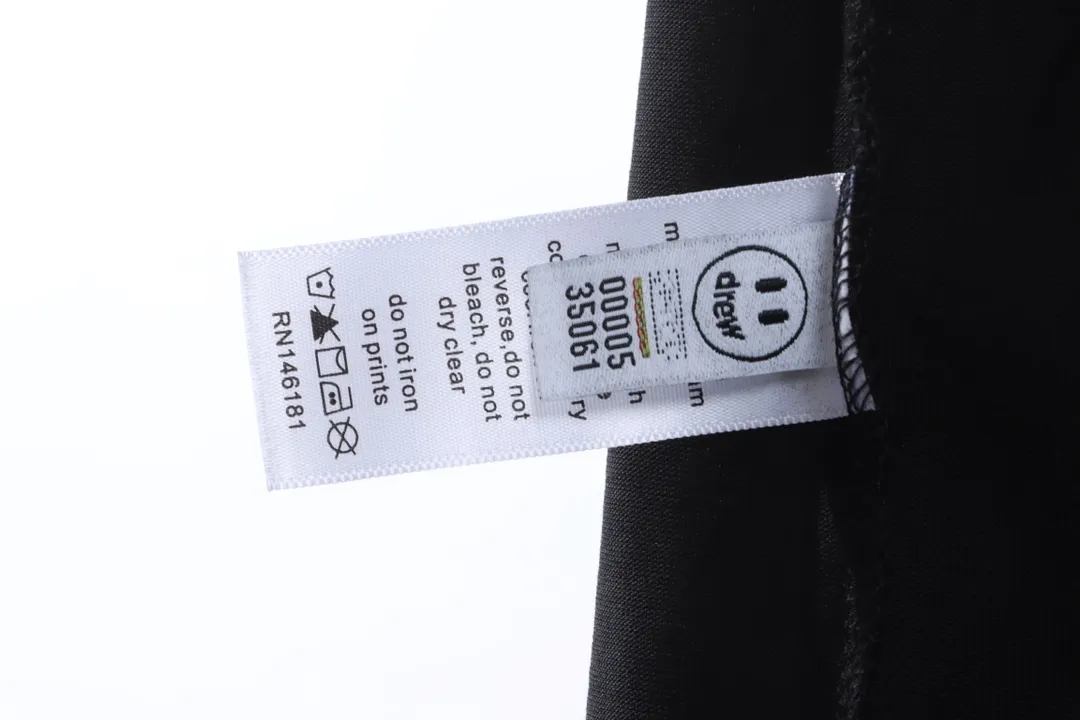 drew
00005
35061
reverse,do not
bleach, do not
dry clear
do not iron
on prints
RN146181